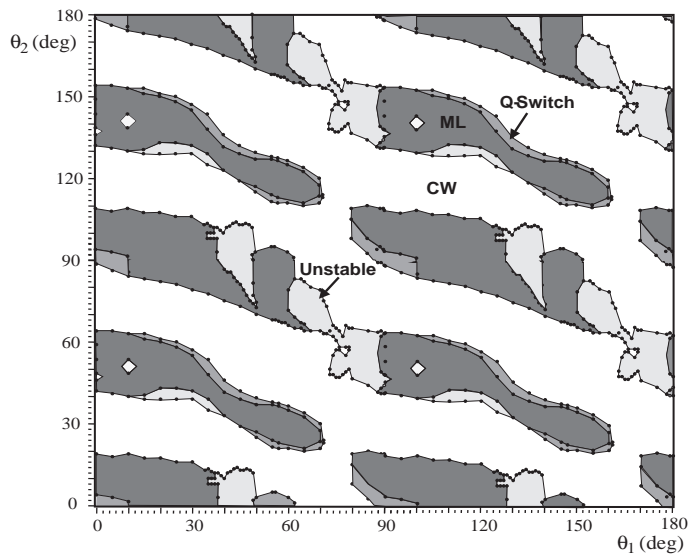 180
θ₂ (deg)
150
Q-Switch
ML
120
CW
90
Unstable
60
30
0
0 30 60 90 120 150 180
θ₁ (deg)